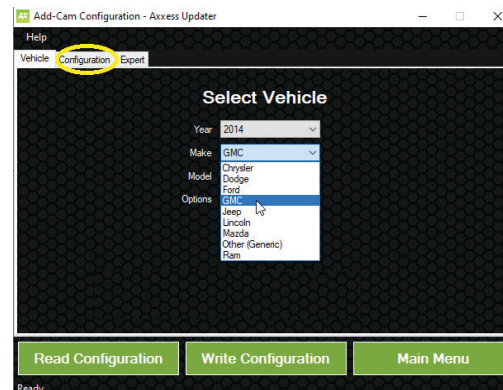 AX Add-Cam Configuration - Axxess Updater
Help
Vehicle Configuration Expert
Select Vehicle
Year 2014
Make GMC
Model
Options
Chrysler
Dodge
Ford
GMC
Jeep
Lincoln
Mazda
Other (Generic)
Ram
Read Configuration Write Configuration Main Menu
Ready